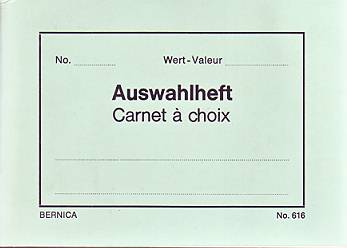 No. Wert-Valeur
Auswahlheft
Carnet à choix
BERNICA No. 616